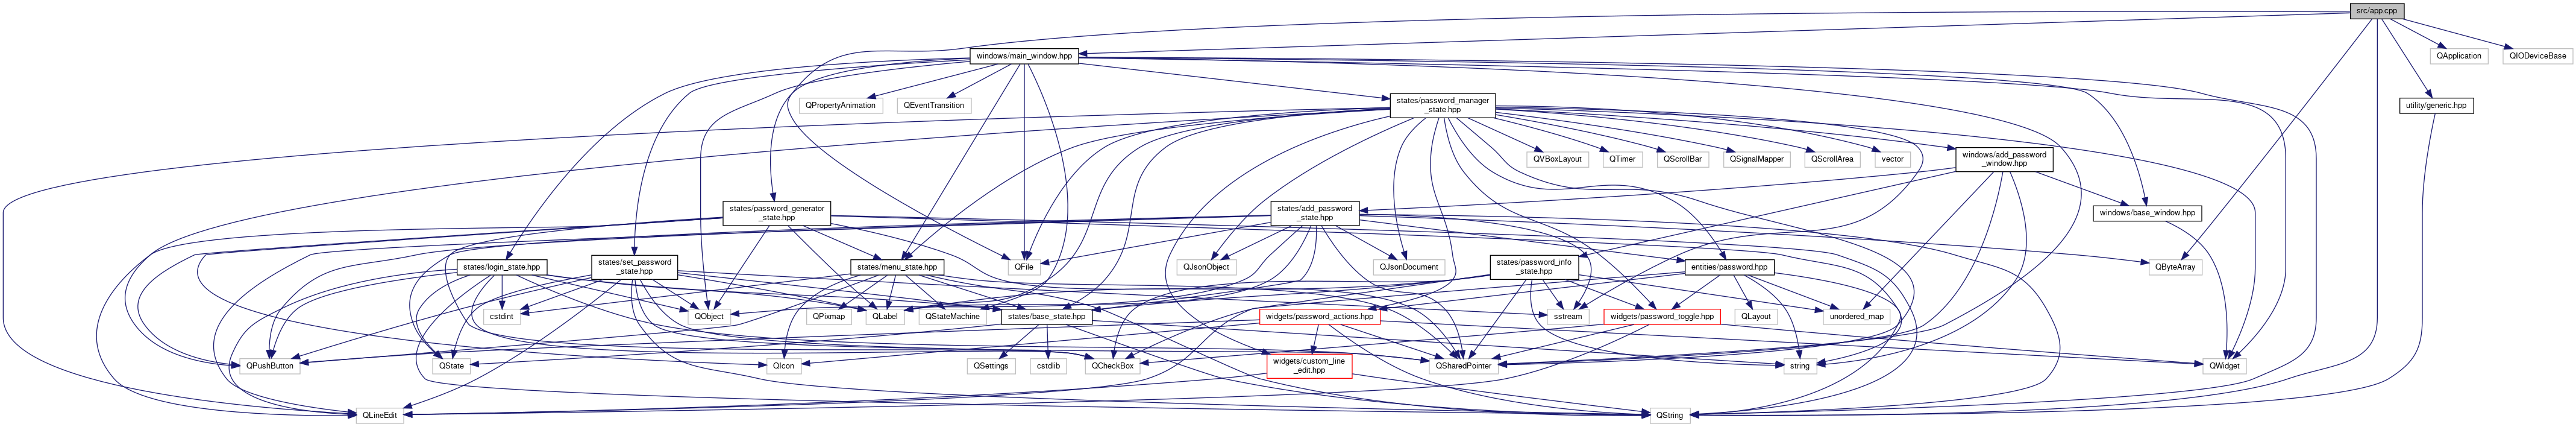 src/app.cpp
windows/main_window.hpp
QApplication
QIODeviceBase
QPropertyAnimation
QEventTransition
states/password_manager
_state.hpp
utility/generic.hpp
QVBoxLayout
QTimer
QScrollBar
QSignalMapper
QScrollArea
vector
windows/add_password
_window.hpp
states/password_generator
_state.hpp
states/add_password
_state.hpp
windows/base_window.hpp
states/login_state.hpp
states/set_password
_state.hpp
states/menu_state.hpp
QFile
QJsonObject
QJsonDocument
states/password_info
_state.hpp
entities/password.hpp
QByteArray
cstdint
QObject
QPixmap
QLabel
QStateMachine
states/base_state.hpp
widgets/password_actions.hpp
sstream
widgets/password_toggle.hpp
QLayout
unordered_map
QPushButton
QState
QIcon
QSettings
cstdlib
QCheckBox
widgets/custom_line
_edit.hpp
QSharedPointer
string
QWidget
QLineEdit
QString